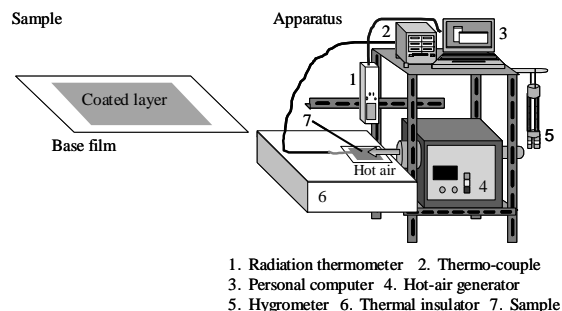 Sample
Apparatus
Coated layer
Base film
1
2
3
4
5
6
7
Hot air
1. Radiation thermometer 2. Thermo-couple
3. Personal computer 4. Hot-air generator
5. Hygrometer 6. Thermal insulator 7. Sample